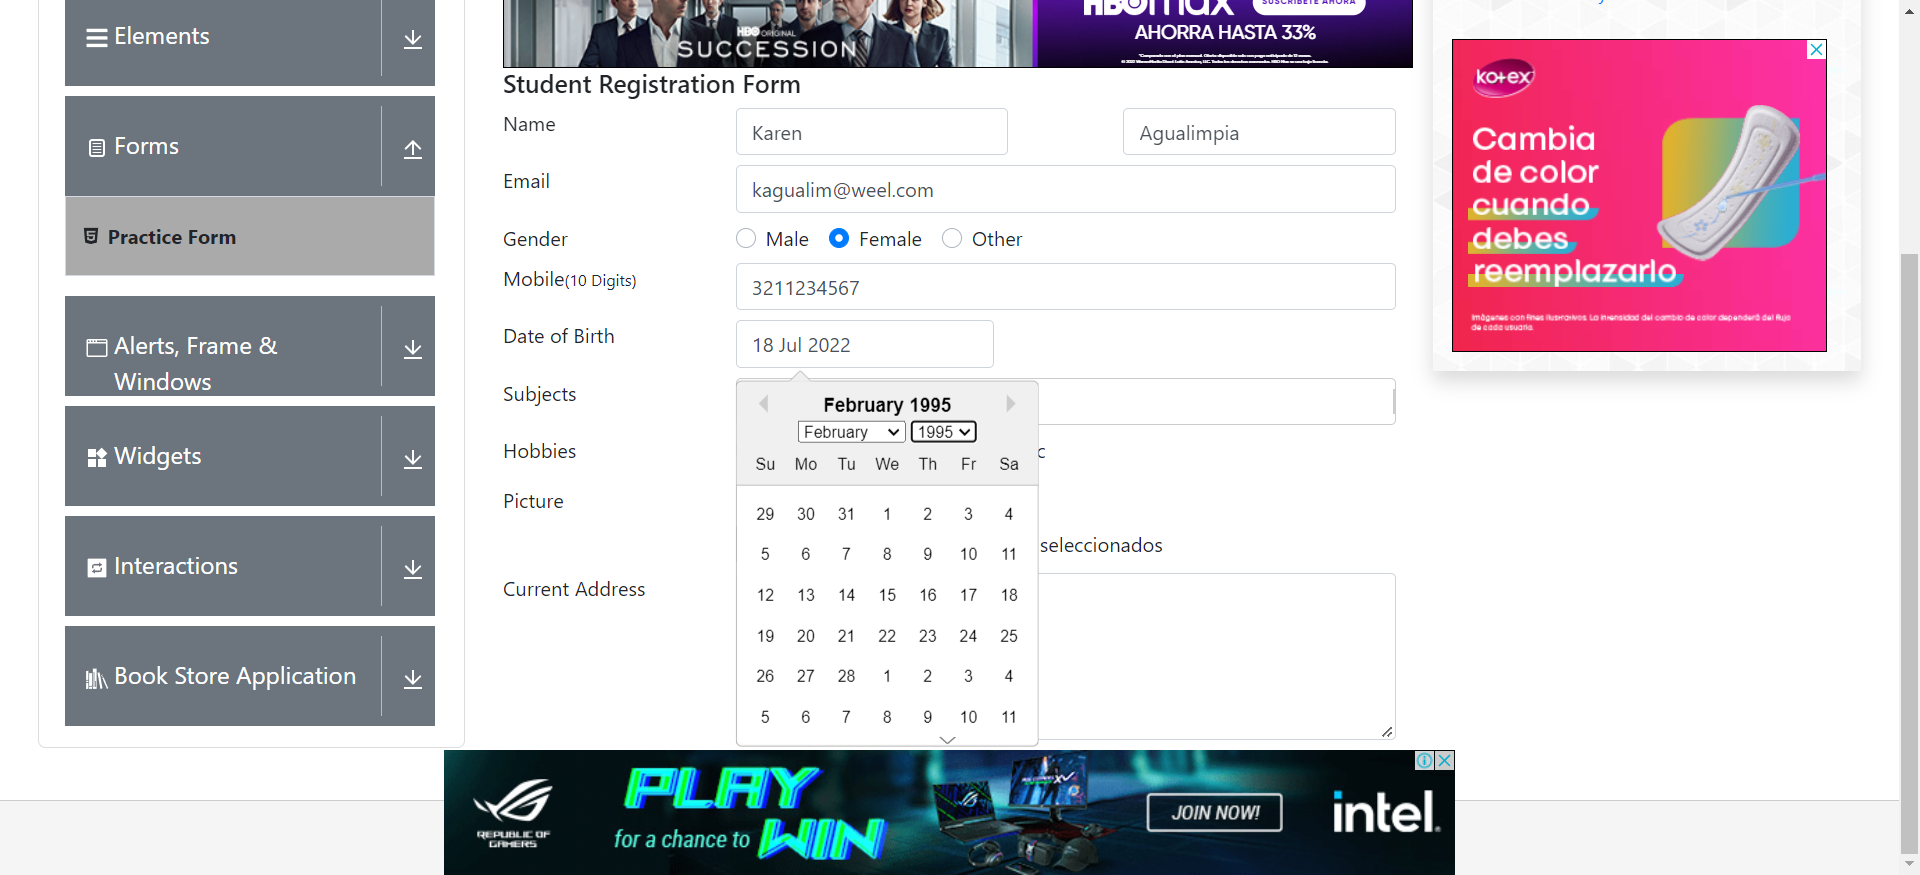 Elements
Forms
Practice Form
Alerts, Frame &
Windows
Widgets
Interactions
Book Store Application
HBO ORIGINAL
SUCCESSION
HBOmax
SUSCRÍBETE AHORA
AHORRA HASTA 33%
Student Registration Form
Name
Karen
Agualimpia
Email
kagualim@weel.com
Gender
Male
Female
Other
Mobile(10 Digits)
3211234567
Date of Birth
18 Jul 2022
Subjects
Hobbies
c
Picture
seleccionados
Current Address
February 1995
February
1995
Su Mo Tu We Th Fr Sa
29 30 31 1 2 3 4
5 6 7 8 9 10 11
12 13 14 15 16 17 18
19 20 21 22 23 24 25
26 27 28 1 2 3 4
5 6 7 8 9 10 11
kotex
Cambia
de color
cuando
debes
reemplazarlo
Imágenes con fines ilustrativos. La intensidad del cambio de color dependerá del flujo
de cada usuaria.
REPUBLIC OF
GAMERS
PLAY
for a chance to
WIN
JOIN NOW!
intel.